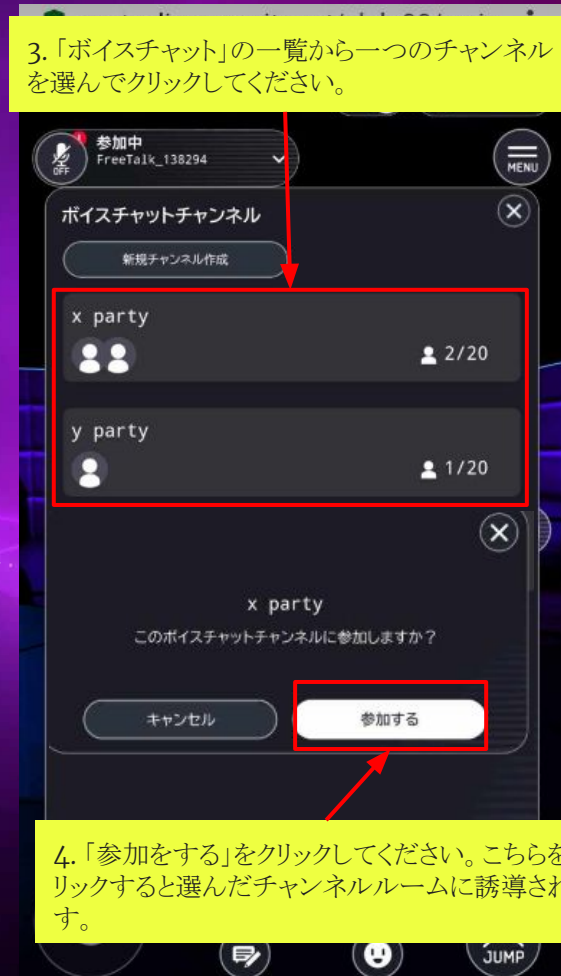 3.「ボイスチャット」の一覧から一つのチャンネル
を選んでクリックしてください。
参加中
FreeTalk_138294
OFF
MENU
ボイスチャットチャンネル
新規チャンネル作成
x party
2/20
y party
1/20
x party
このボイスチャットチャンネルに参加しますか？
キャンセル
参加する
4.「参加をする」をクリックしてください。こちらを
リックすると選んだチャンネルルームに誘導され
す。
JUMP